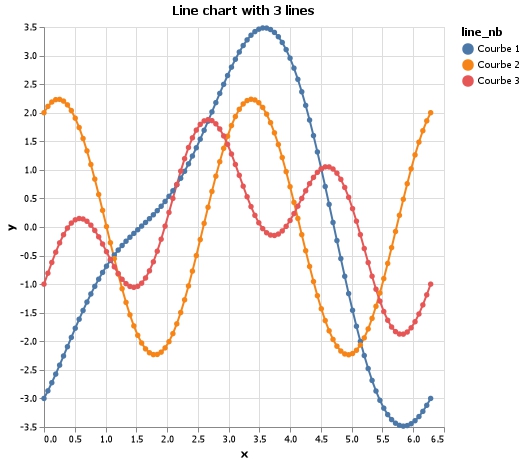 Line chart with 3 lines
line_nb
Courbe 1
Courbe 2
Courbe 3
y
3.5
3.0
2.5
2.0
1.5
1.0
0.5
0.0
-0.5
-1.0
-1.5
-2.0
-2.5
-3.0
-3.5
0.0 0.5 1.0 1.5 2.0 2.5 3.0 3.5 4.0 4.5 5.0 5.5 6.0 6.5
x